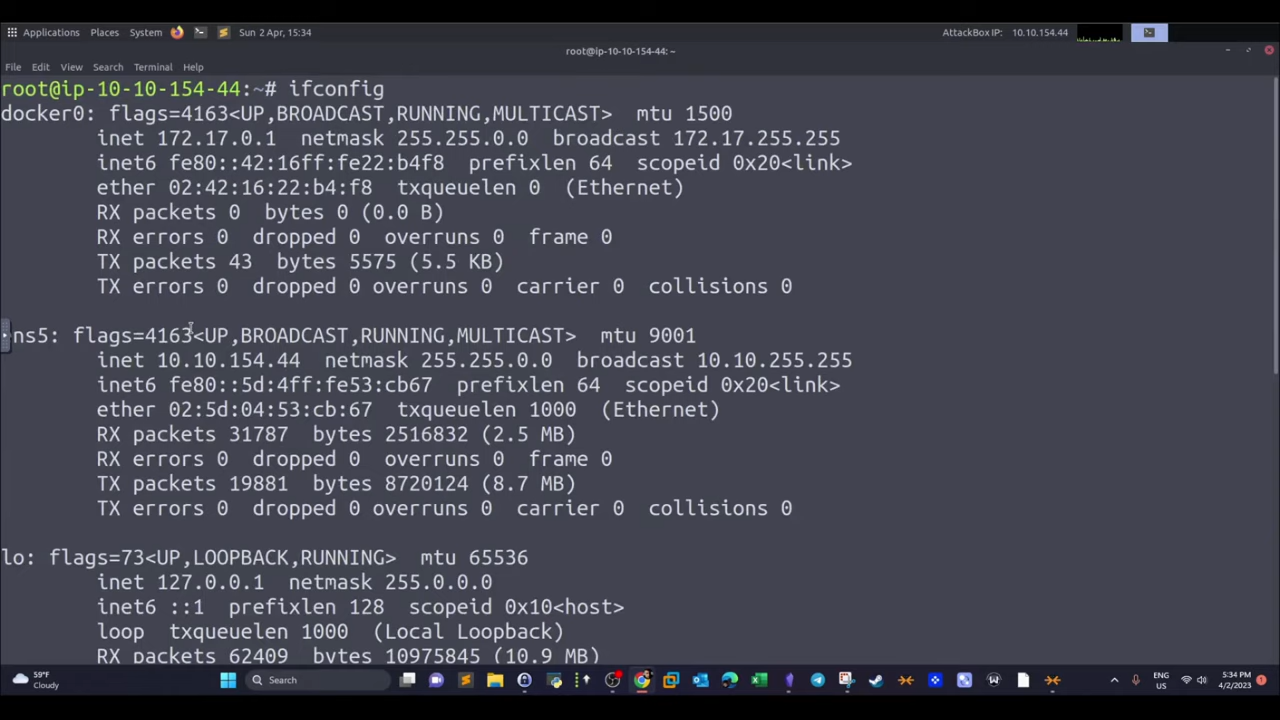 Applications Places System Sun 2 Apr, 15:34 AttackBox IP: 10.10.154.44
root@ip-10-10-154-44: ~
File Edit View Search Terminal Help
root@ip-10-10-154-44:~# ifconfig
docker0: flags=4163<UP,BROADCAST,RUNNING,MULTICAST> mtu 1500
inet 172.17.0.1 netmask 255.255.0.0 broadcast 172.17.255.255
inet6 fe80::42:16ff:fe22:b4f8 prefixlen 64 scopeid 0x20<link>
ether 02:42:16:22:b4:f8 txqueuelen 0 (Ethernet)
RX packets 0 bytes 0 (0.0 B)
RX errors 0 dropped 0 overruns 0 frame 0
TX packets 43 bytes 5575 (5.5 KB)
TX errors 0 dropped 0 overruns 0 carrier 0 collisions 0
ns5: flags=4163<UP,BROADCAST,RUNNING,MULTICAST> mtu 9001
inet 10.10.154.44 netmask 255.255.0.0 broadcast 10.10.255.255
inet6 fe80::5d:4ff:fe53:cb67 prefixlen 64 scopeid 0x20<link>
ether 02:5d:04:53:cb:67 txqueuelen 1000 (Ethernet)
RX packets 31787 bytes 2516832 (2.5 MB)
RX errors 0 dropped 0 overruns 0 frame 0
TX packets 19881 bytes 8720124 (8.7 MB)
TX errors 0 dropped 0 overruns 0 carrier 0 collisions 0
lo: flags=73<UP,LOOPBACK,RUNNING> mtu 65536
inet 127.0.0.1 netmask 255.0.0.0
inet6 ::1 prefixlen 128 scopeid 0x10<host>
loop txqueuelen 1000 (Local Loopback)
RX packets 62409 bytes 10975845 (10.9 MB)
59°F
Cloudy
Search
ENG
US
5:34 PM
4/2/2023